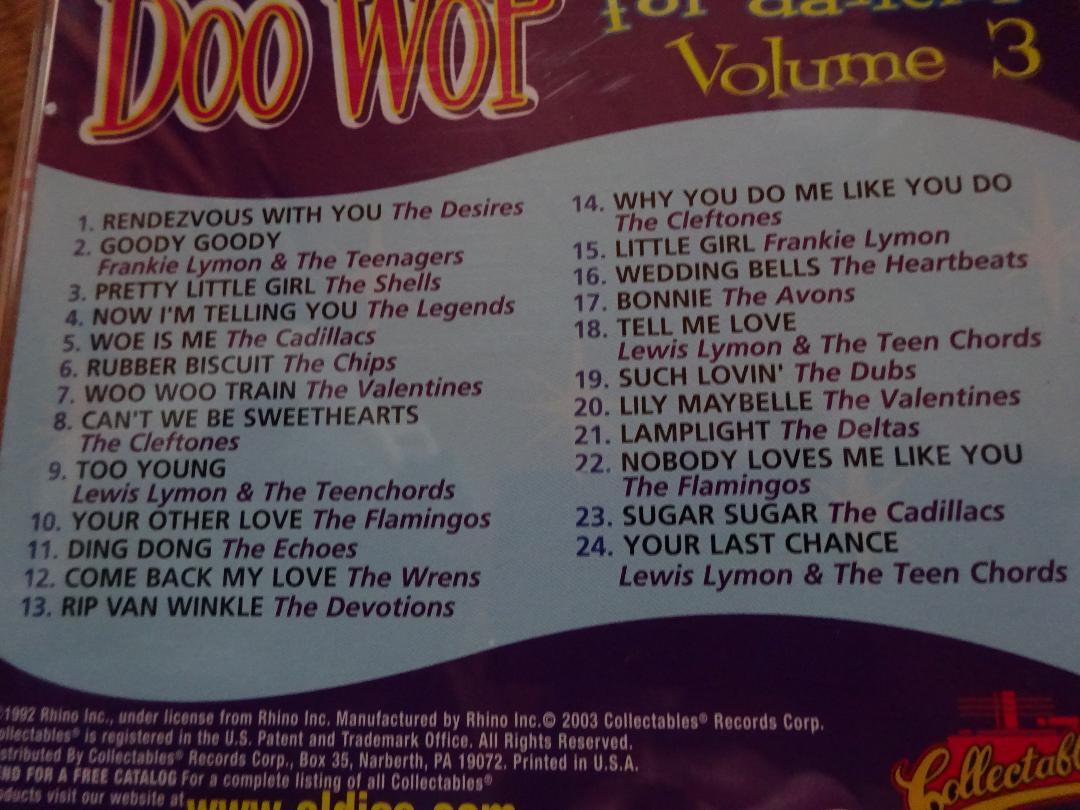 Doo Wop for dancing
Volume 3
1. RENDEZVOUS WITH YOU The Desires
2. GOODY GOODY
Frankie Lymon & The Teenagers
3. PRETTY LITTLE GIRL The Shells
4. NOW I'M TELLING YOU The Legends
5. WOE IS ME The Cadillacs
6. RUBBER BISCUIT The Chips
7. WOO WOO TRAIN The Valentines
8. CAN'T WE BE SWEETHEARTS
The Cleftones
9. TOO YOUNG
Lewis Lymon & The Teenchords
10. YOUR OTHER LOVE The Flamingos
11. DING DONG The Echoes
12. COME BACK MY LOVE The Wrens
13. RIP VAN WINKLE The Devotions
14. WHY YOU DO ME LIKE YOU DO
The Cleftones
15. LITTLE GIRL Frankie Lymon
16. WEDDING BELLS The Heartbeats
17. BONNIE The Avons
18. TELL ME LOVE
Lewis Lymon & The Teen Chords
19. SUCH LOVIN' The Dubs
20. LILY MAYBELLE The Valentines
21. LAMPLIGHT The Deltas
22. NOBODY LOVES ME LIKE YOU
The Flamingos
23. SUGAR SUGAR The Cadillacs
24. YOUR LAST CHANCE
Lewis Lymon & The Teen Chords
1992 Rhino Inc., under license from Rhino Inc. Manufactured by Rhino Inc.© 2003 Collectables® Records Corp.
ollectables® is registered in the U.S. Patent and Trademark Office. All Rights Reserved.
stributed By Collectables® Records Corp., Box 35, Narberth, PA 19072. Printed in U.S.A.
ND FOR A FREE CATALOG For a complete listing of all Collectables®
oducts visit our website at www.oldies.com
Collectabl